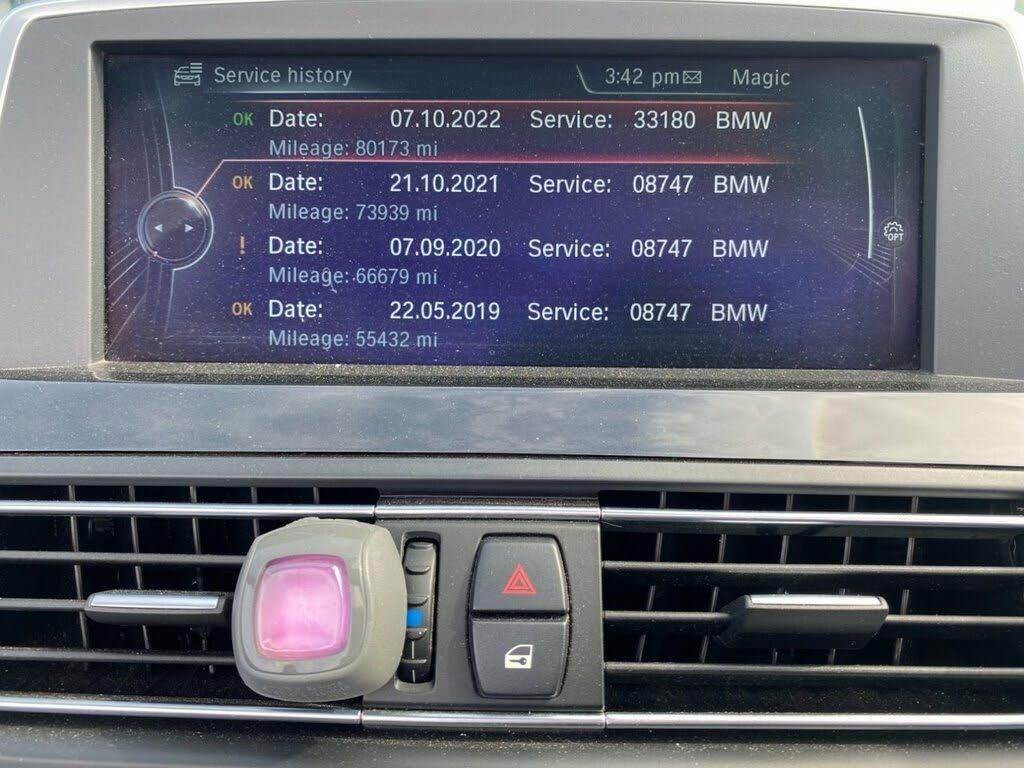 Service history 3:42 pm Magic
OK Date: 07.10.2022 Service: 33180 BMW
Mileage: 80173 mi
OK Date: 21.10.2021 Service: 08747 BMW
Mileage: 73939 mi
! Date: 07.09.2020 Service: 08747 BMW
Mileage: 66679 mi
OPT
OK Date: 22.05.2019 Service: 08747 BMW
Mileage: 55432 mi